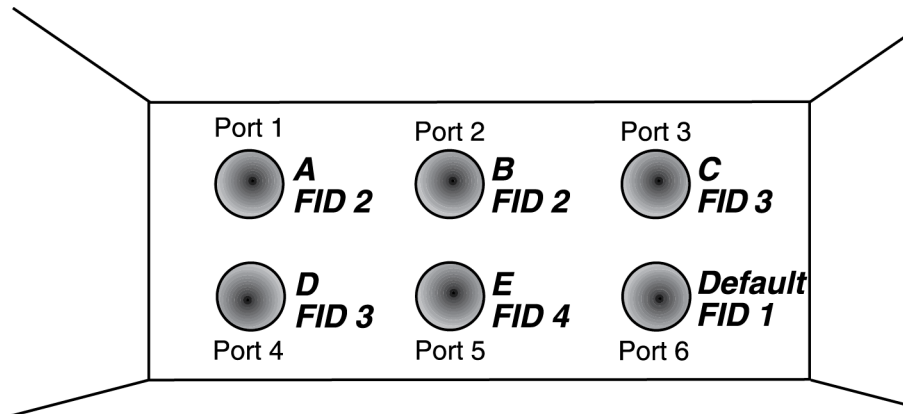 Port 1
A
FID 2
Port 2
B
FID 2
Port 3
C
FID 3
D
FID 3
Port 4
E
FID 4
Port 5
Default
FID 1
Port 6